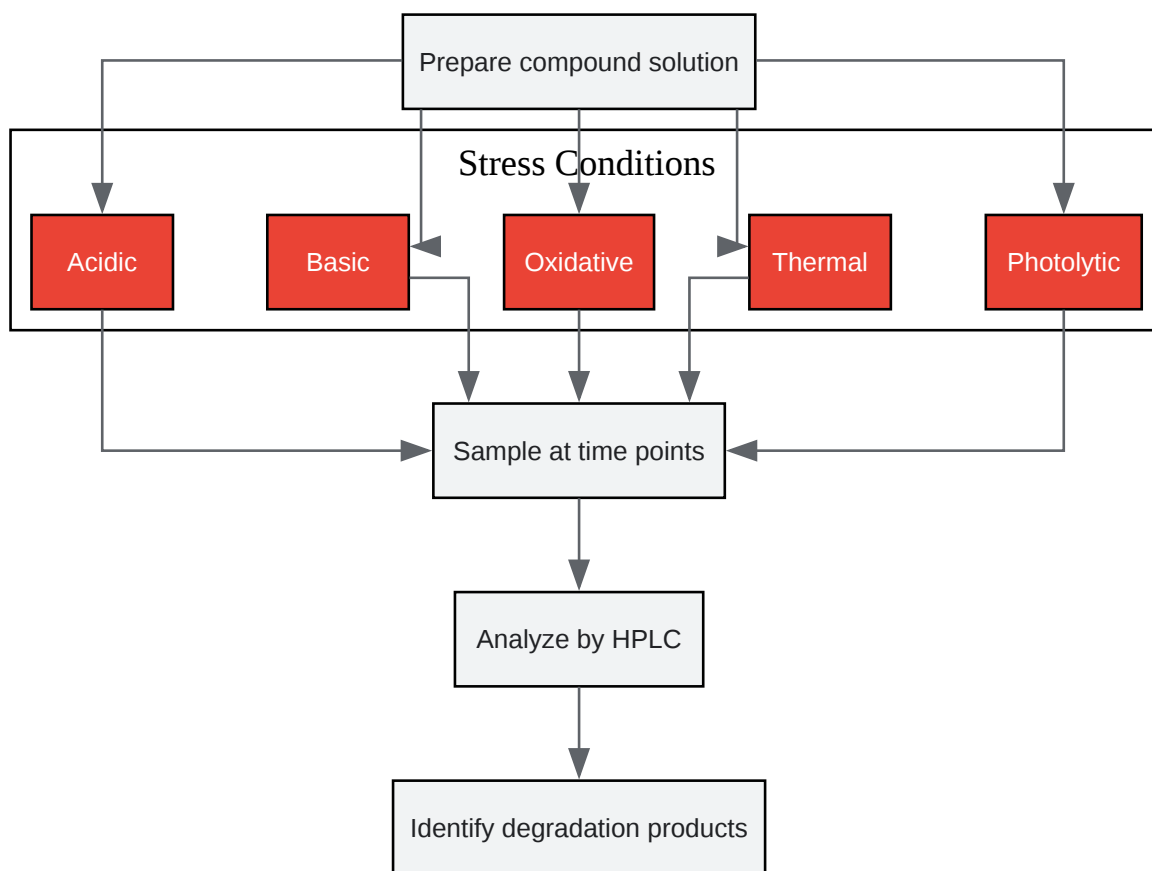 Prepare compound solution
Stress Conditions
Acidic
Basic
Oxidative
Thermal
Photolytic
Sample at time points
Analyze by HPLC
Identify degradation products